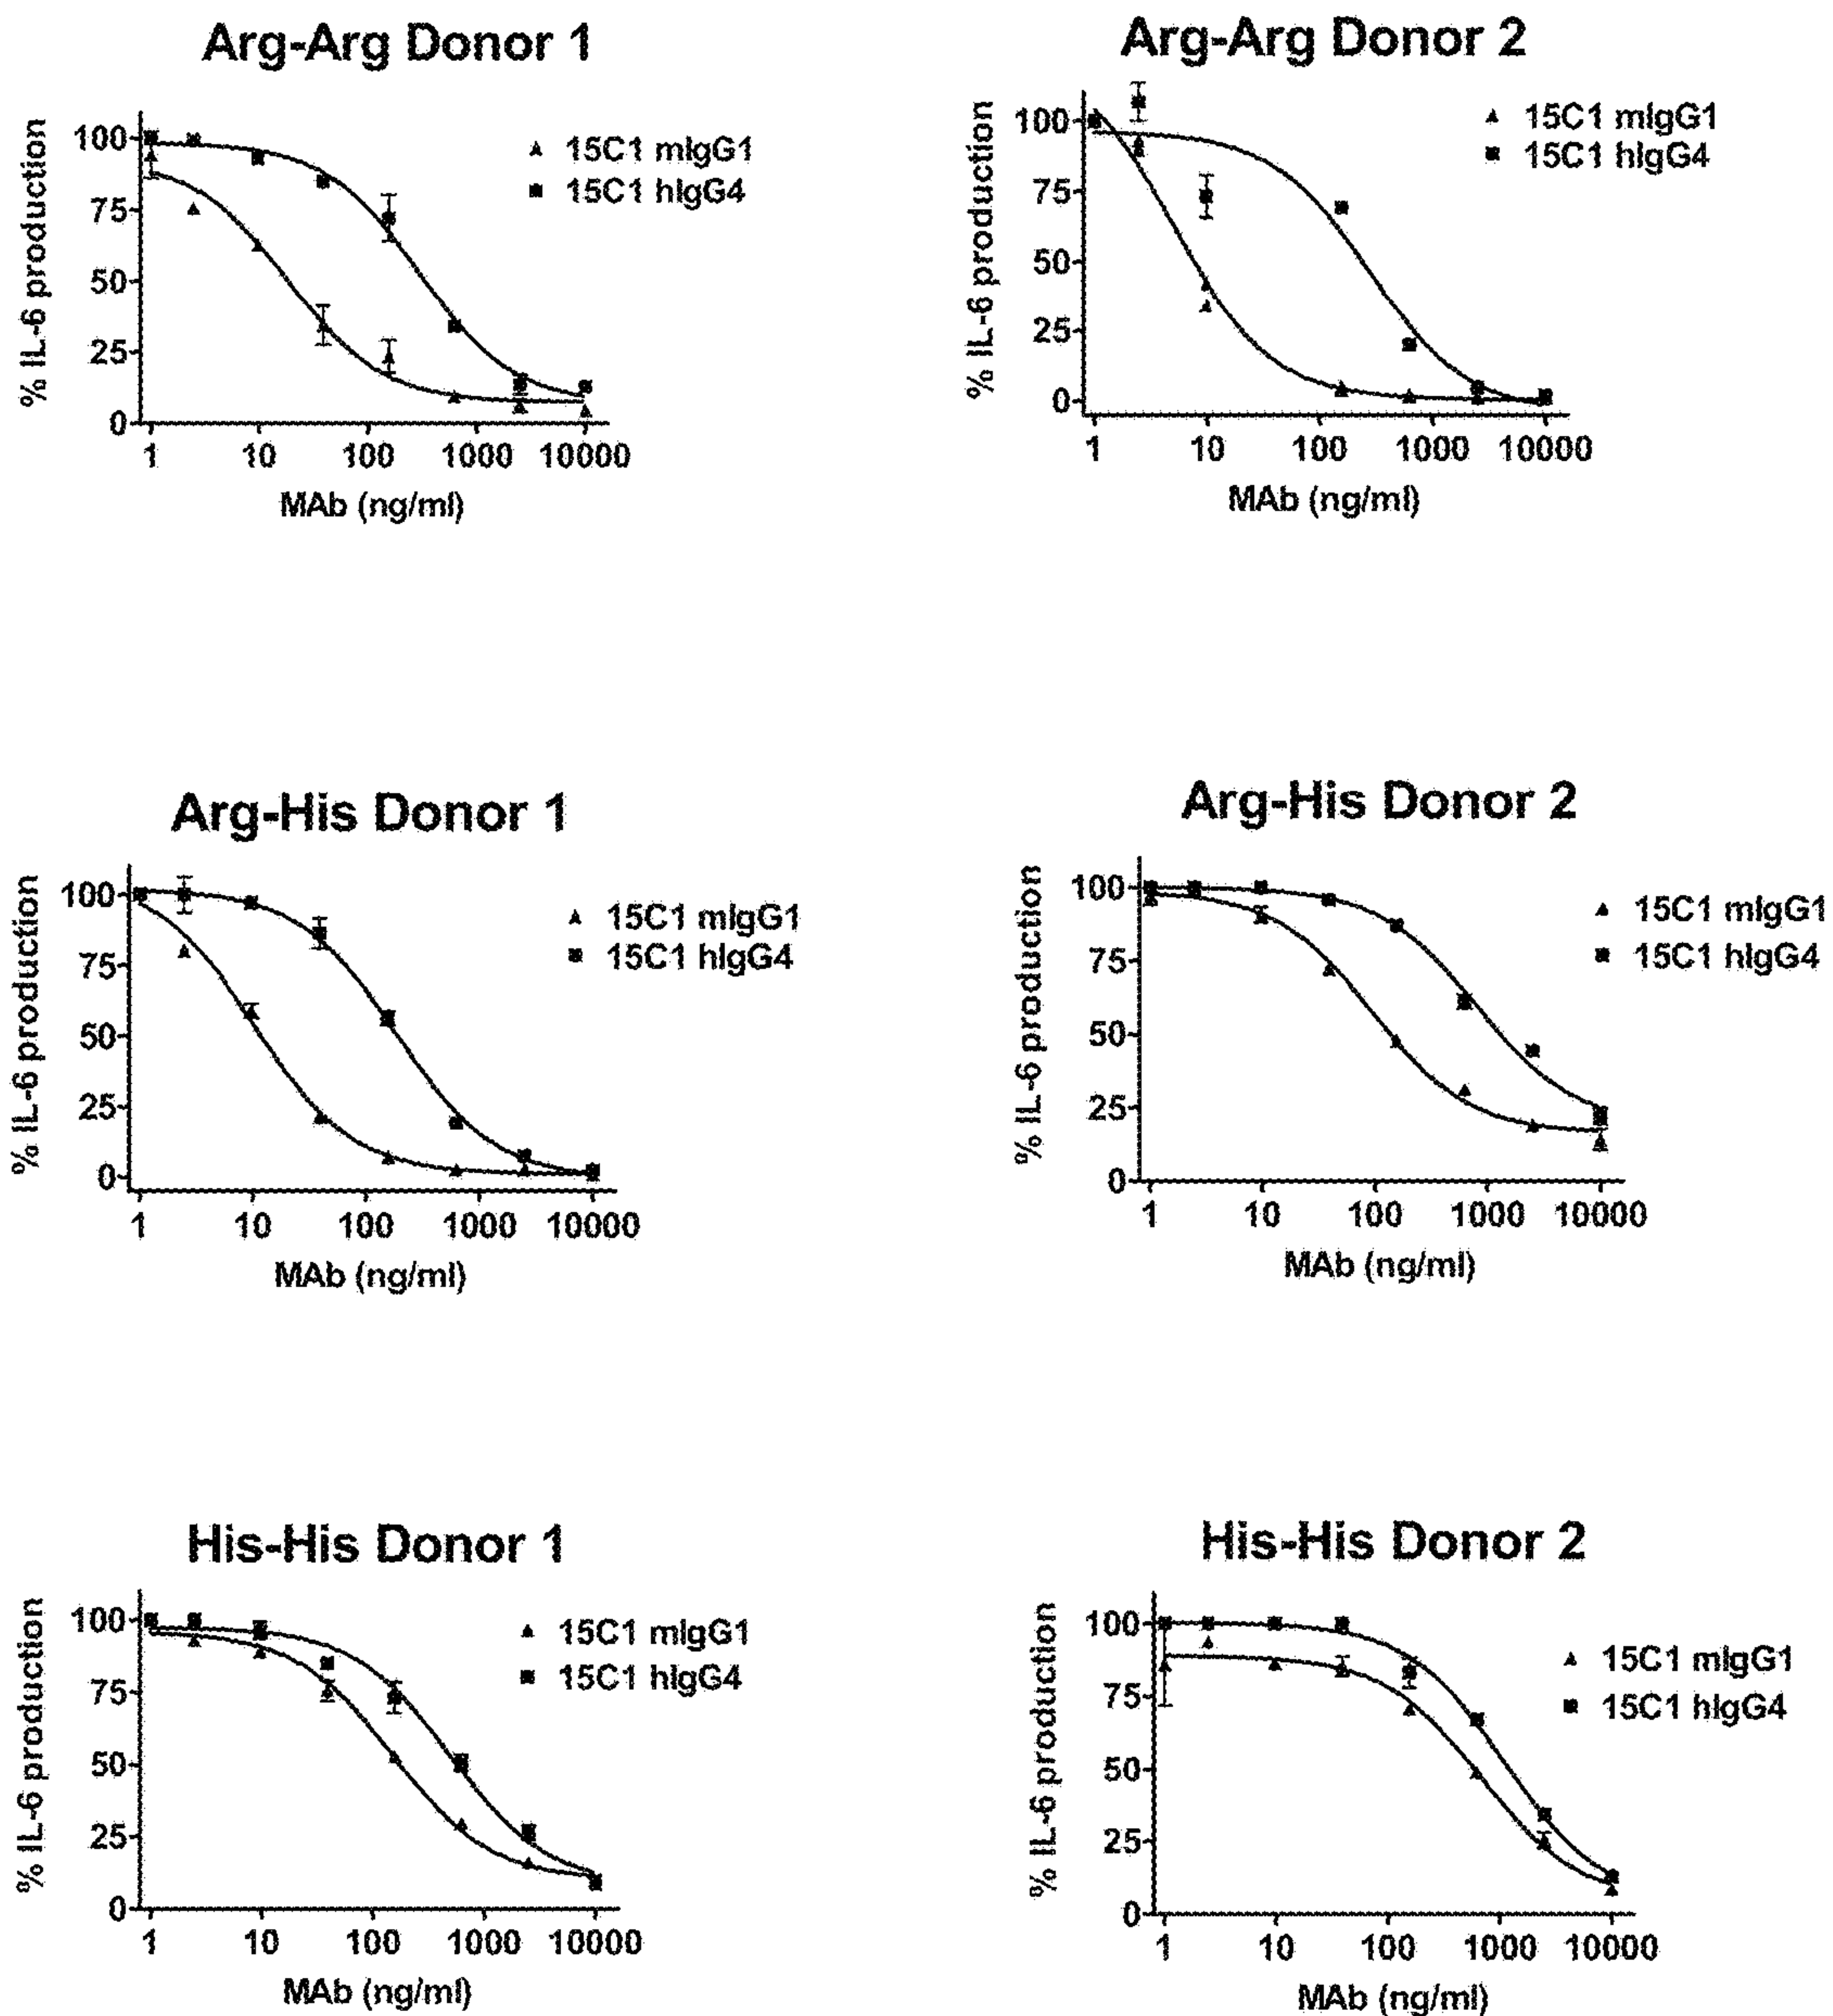 Arg-Arg Donor 1
% IL-6 production
100
75
50
25
0
1 10 100 1000 10000
MAb (ng/ml)
15C1 mIgG1
15C1 hIgG4
Arg-Arg Donor 2
% IL-6 production
100
75
50
25
0
1 10 100 1000 10000
MAb (ng/ml)
15C1 mIgG1
15C1 hIgG4
Arg-His Donor 1
% IL-6 production
100
75
50
25
0
1 10 100 1000 10000
MAb (ng/ml)
15C1 mIgG1
15C1 hIgG4
Arg-His Donor 2
% IL-6 production
100
75
50
25
0
1 10 100 1000 10000
MAb (ng/ml)
15C1 mIgG1
15C1 hIgG4
His-His Donor 1
% IL-6 production
100
75
50
25
0
1 10 100 1000 10000
MAb (ng/ml)
15C1 mIgG1
15C1 hIgG4
His-His Donor 2
% IL-6 production
100
75
50
25
0
1 10 100 1000 10000
MAb (ng/ml)
15C1 mIgG1
15C1 hIgG4